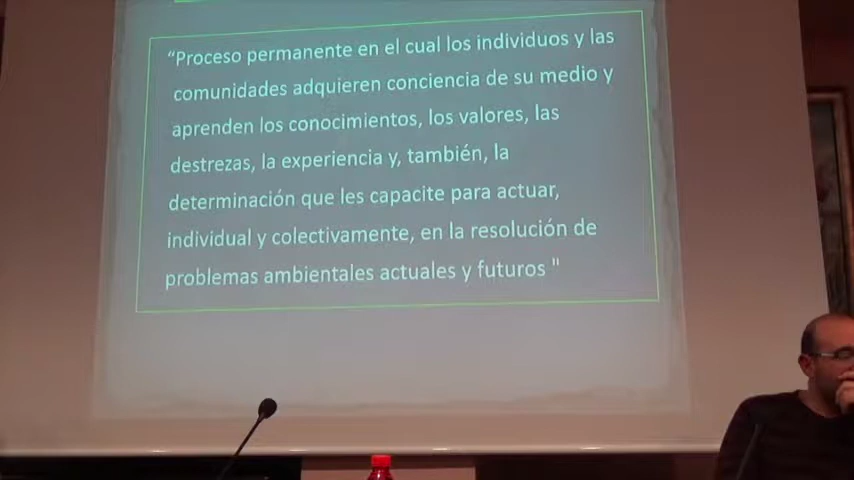 “Proceso permanente en el cual los individuos y las
comunidades adquieren conciencia de su medio y
aprenden los conocimientos, los valores, las
destrezas, la experiencia y, también, la
determinación que les capacite para actuar,
individual y colectivamente, en la resolución de
problemas ambientales actuales y futuros "